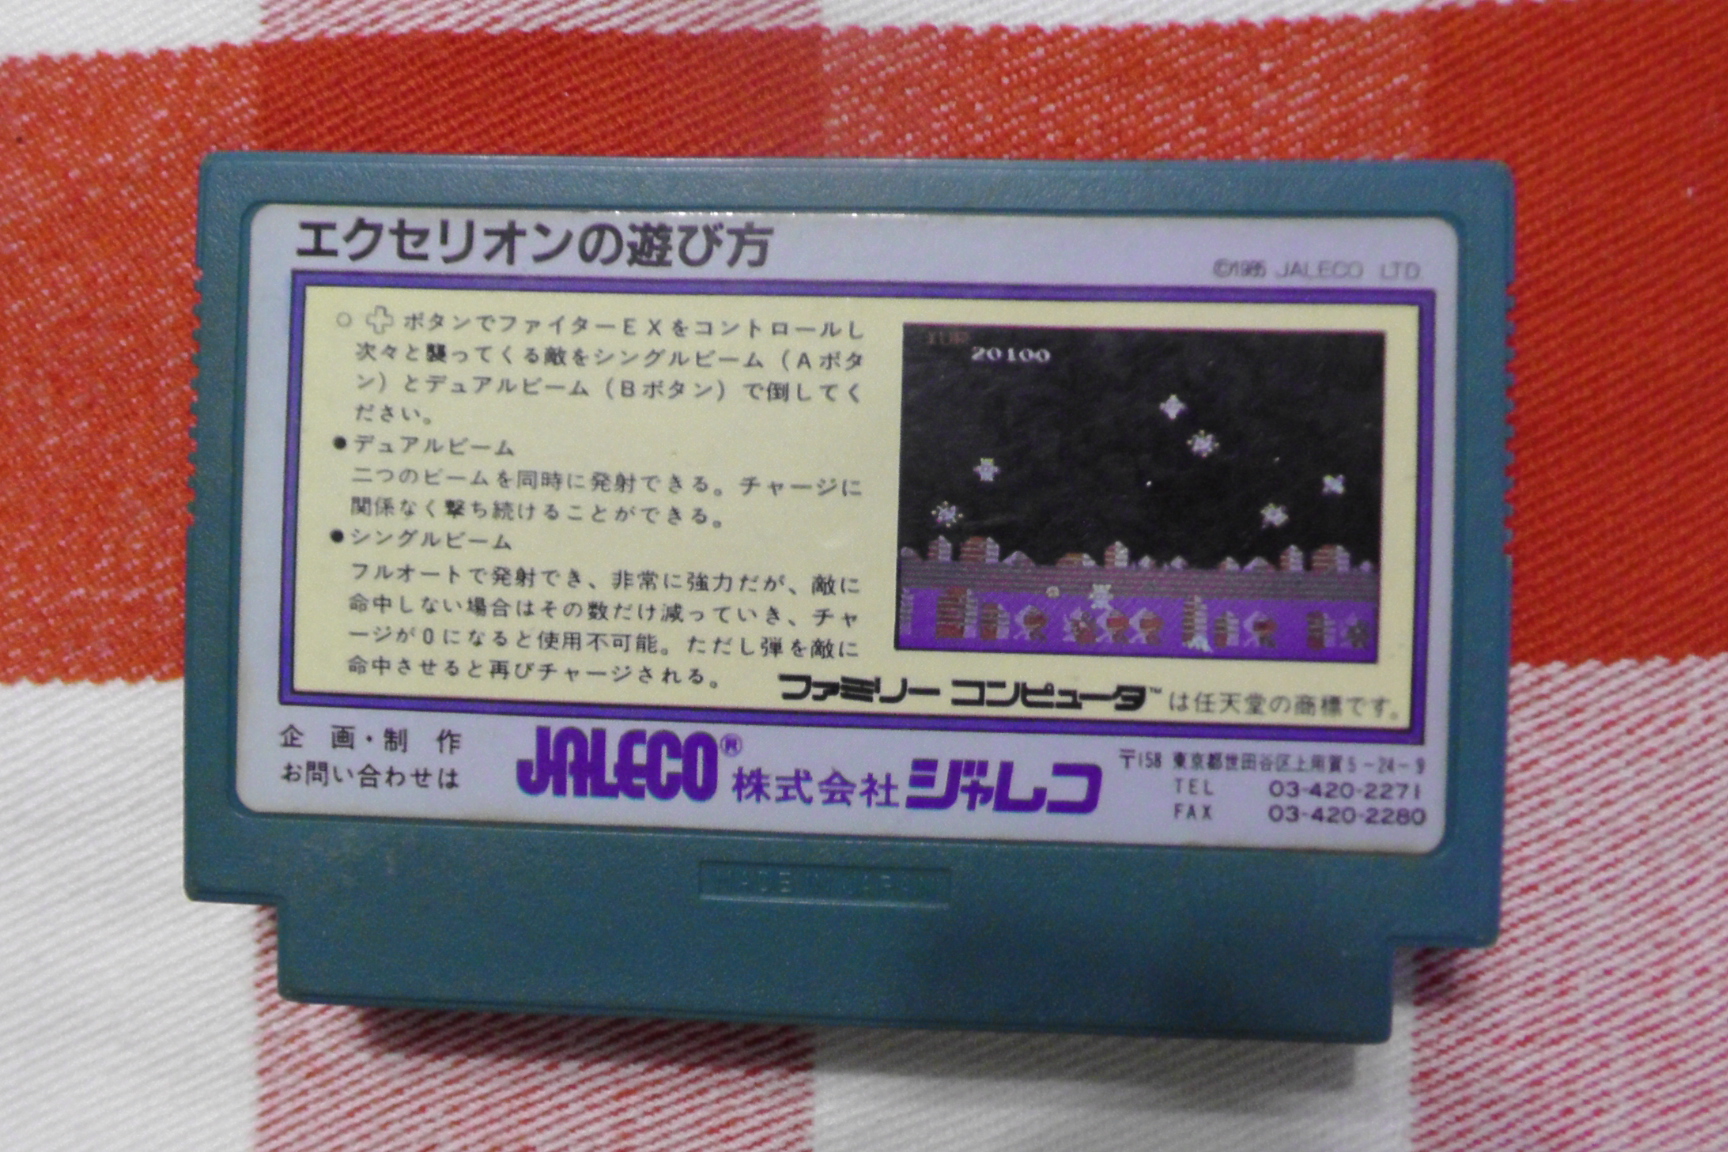 エクセリオンの遊び方
©1985 JALECO LTD.
○ ボタンでファイターEXをコントロールし
次々と襲ってくる敵をシングルビーム（Aボタ
ン）とデュアルビーム（Bボタン）で倒してく
ださい。
●デュアルビーム
二つのビームを同時に発射できる。チャージに
関係なく撃ち続けることができる。
●シングルビーム
フルオートで発射でき、非常に強力だが、敵に
命中しない場合はその数だけ減っていき、チャ
ージが0になると使用不可能。ただし弾を敵に
命中させると再びチャージされる。
1UP
20100
ファミリー コンピュータ™は任天堂の商標です。
企画・制作
お問い合わせは
JALECO® 株式会社ジャレコ
〒158 東京都世田谷区上用賀5-24-9
TEL 03-420-2271
FAX 03-420-2280
MADE IN JAPAN